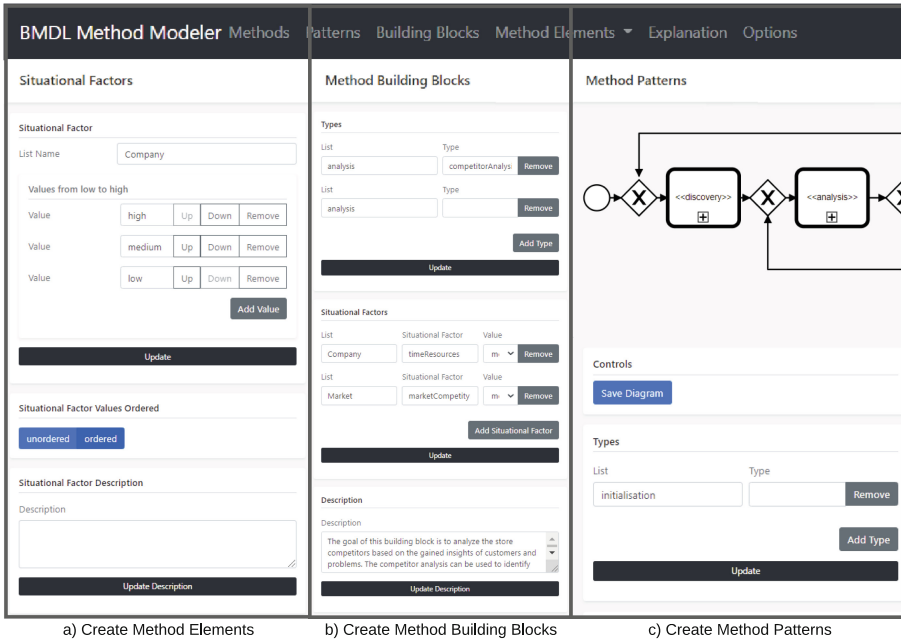 BMDL Method Modeler Methods Patterns Building Blocks Method Elements Explanation Options
Situational Factors
Situational Factor
List Name Company
Values from low to high
Value high Up Down Remove
Value medium Up Down Remove
Value low Up Down Remove
Add Value
Update
Situational Factor Values Ordered
unordered ordered
Situational Factor Description
Description
Update Description
a) Create Method Elements
Method Building Blocks
Types
List Type
analysis competitorAnalysi Remove
List Type
analysis Remove
Add Type
Update
Situational Factors
List Situational Factor Value
Company timeResources m Remove
List Situational Factor Value
Market marketCompetity m Remove
Add Situational Factor
Update
Description
Description
The goal of this building block is to analyze the store
competitors based on the gained insights of customers and
problems. The competitor analysis can be used to identify
Update Description
b) Create Method Building Blocks
Method Patterns
X <<discovery>> X <<analysis>>
Controls
Save Diagram
Types
List Type
initialisation Remove
Add Type
Update
c) Create Method Patterns